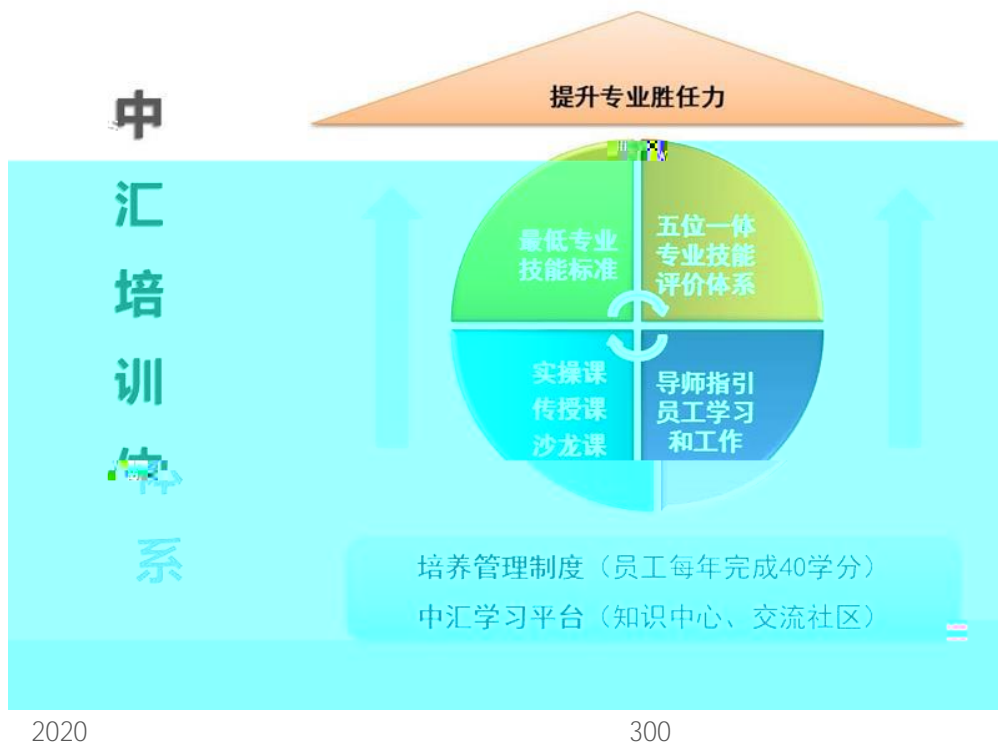 中汇培训体系
提升专业胜任力
最低专业
技能标准
五位一体
专业技能
评价体系
实操课
传授课
沙龙课
导师指引
员工学习
和工作
培养管理制度（员工每年完成40学分）
中汇学习平台（知识中心、交流社区）
2020
300